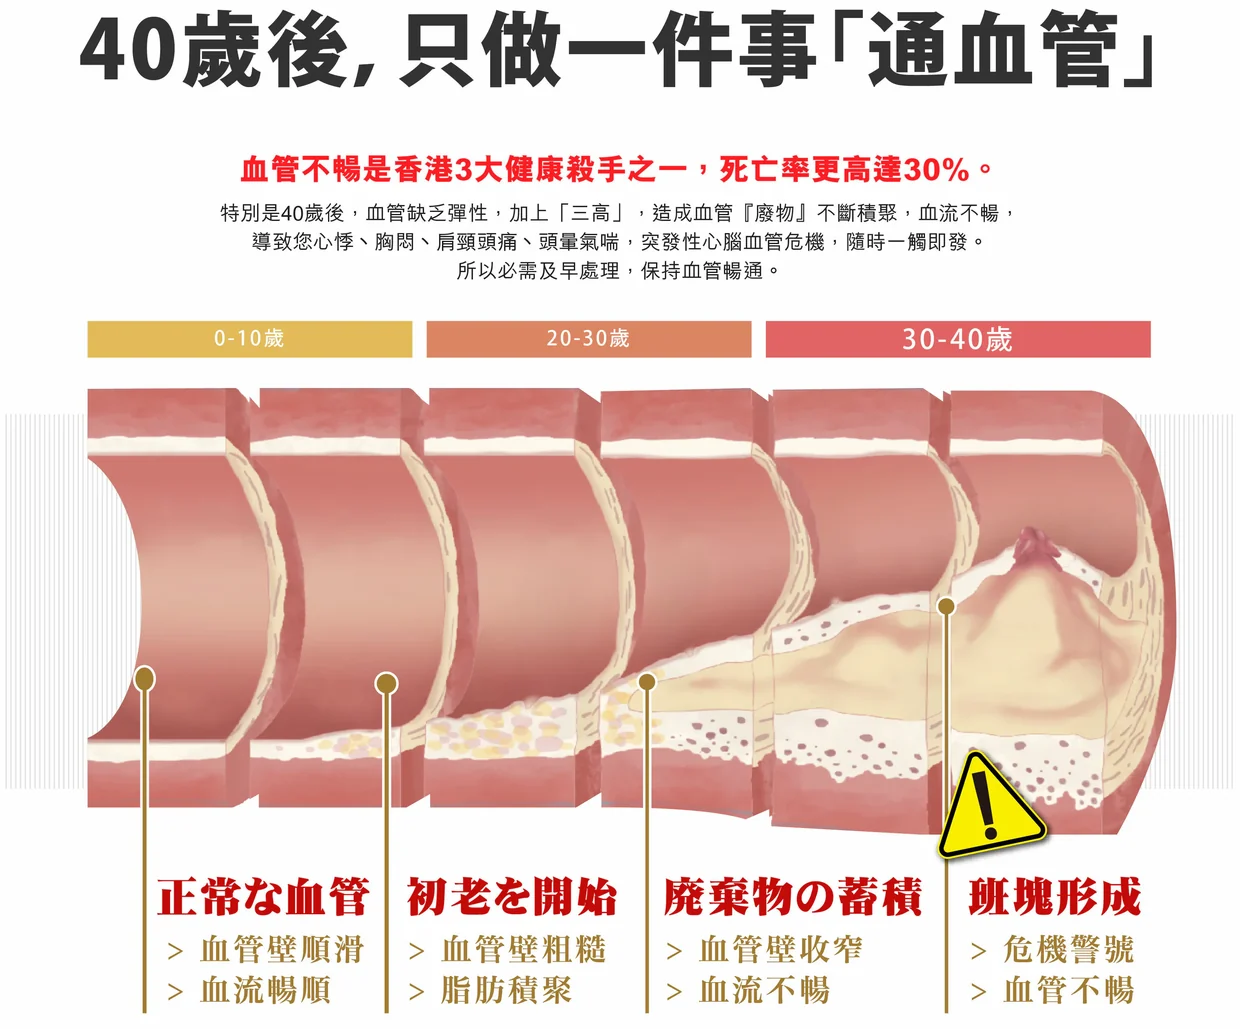 40歲後, 只做一件事「通血管」
血管不暢是香港3大健康殺手之一，死亡率更高達30%。
特別是40歲後，血管缺乏彈性，加上「三高」，造成血管『廢物』不斷積聚，血流不暢，
導致您心悸、胸悶、肩頸頭痛、頭暈氣喘，突發性心腦血管危機，隨時一觸即發。
所以必需及早處理，保持血管暢通。
0-10歲
20-30歲
30-40歲
正常な血管
> 血管壁順滑
> 血流暢順
初老を開始
> 血管壁粗糙
> 脂肪積聚
廃棄物の蓄積
> 血管壁收窄
> 血流不暢
班塊形成
> 危機警號
> 血管不暢